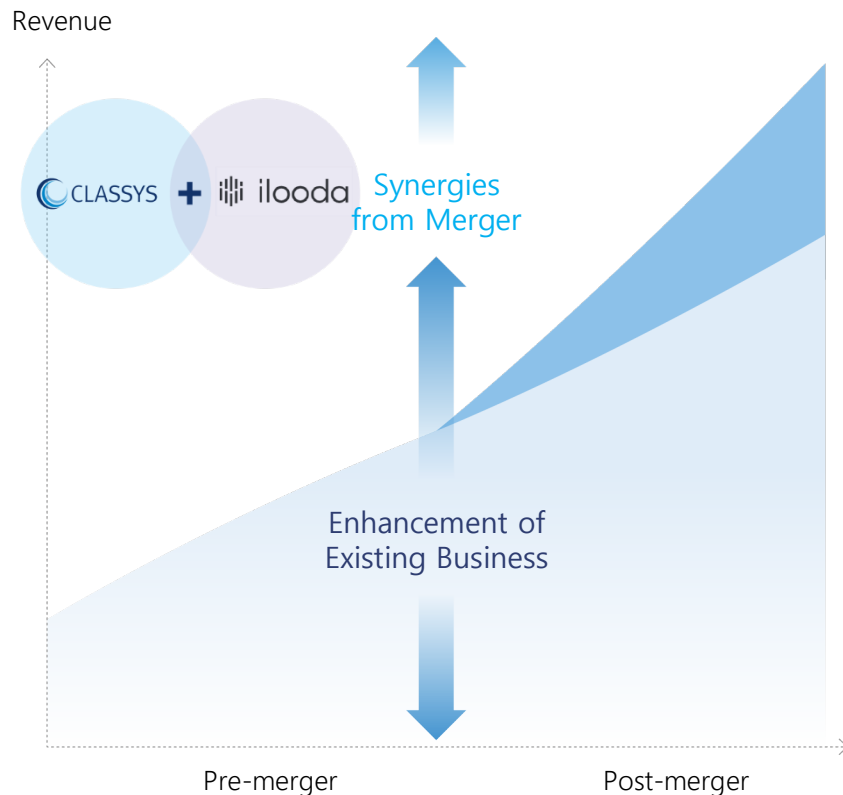 Revenue
CLASSYS + ilooda
Synergies
from Merger
Enhancement of
Existing Business
Pre-merger Post-merger